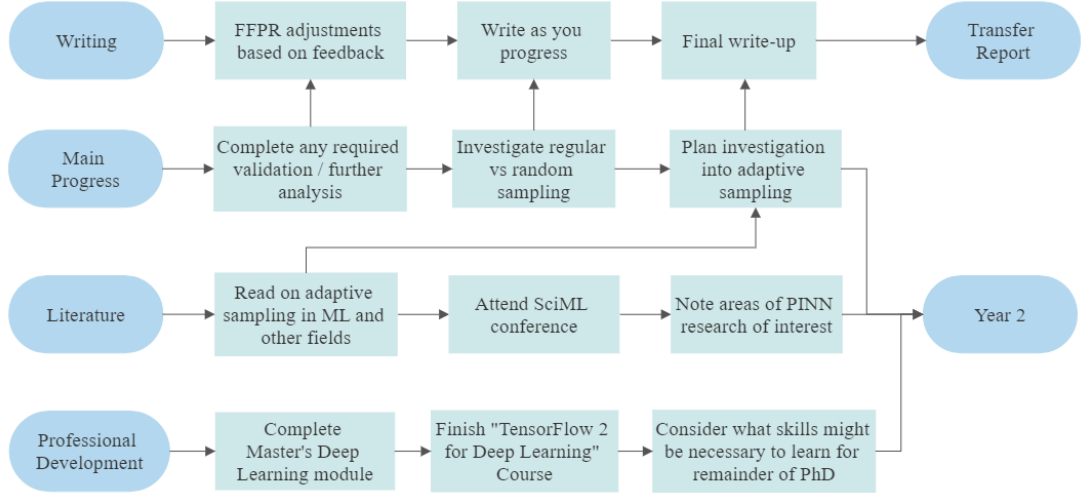 Writing
FFPR adjustments
based on feedback
Write as you
progress
Final write-up
Transfer
Report
Main
Progress
Complete any required
validation / further
analysis
Investigate regular
vs random
sampling
Plan investigation
into adaptive
sampling
Literature
Read on adaptive
sampling in ML and
other fields
Attend SciML
conference
Note areas of PINN
research of interest
Year 2
Professional
Development
Complete
Master's Deep
Learning module
Finish "TensorFlow 2
for Deep Learning"
Course
Consider what skills might
be necessary to learn for
remainder of PhD